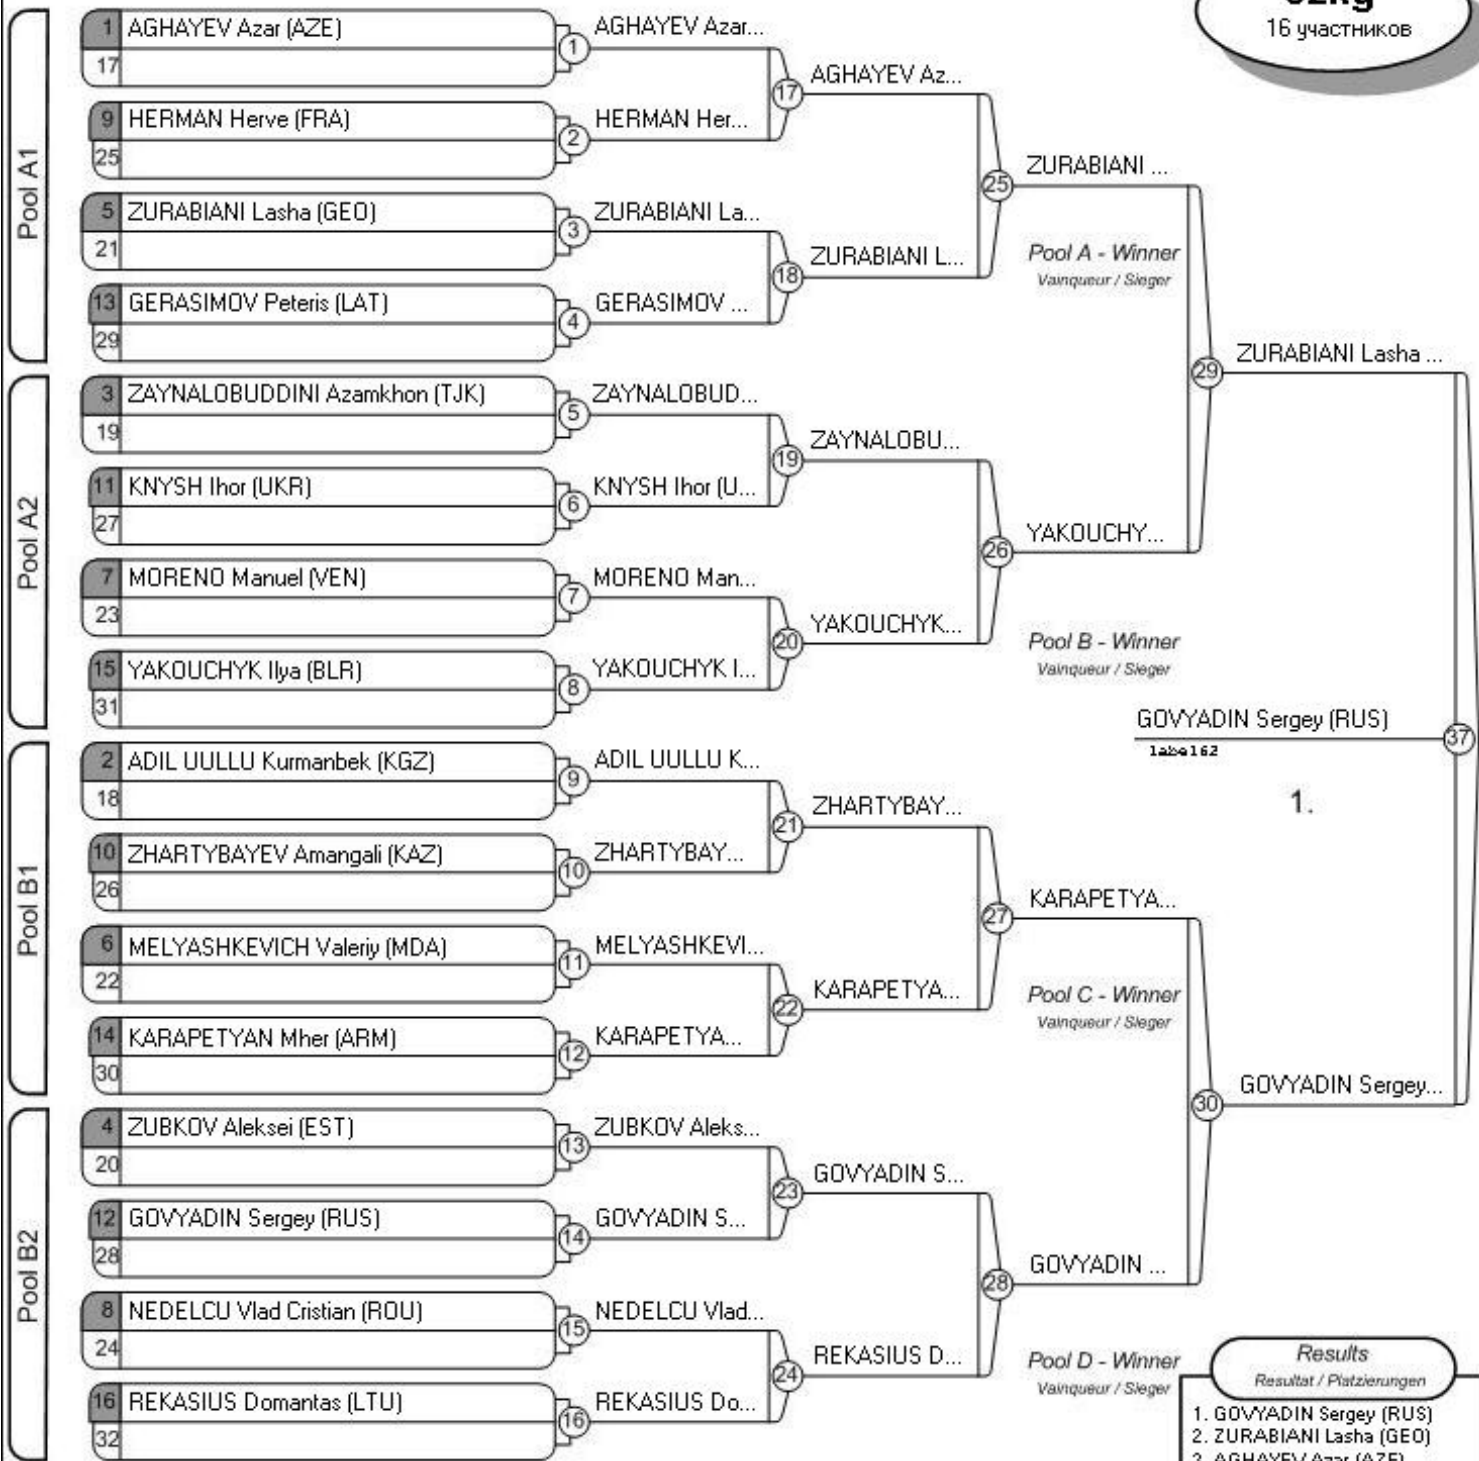 16 участников
Pool A1
1 AGHAYEV Azar (AZE)
17
1
AGHAYEV Azar...
9 HERMAN Herve (FRA)
25
2
HERMAN Her...
17
AGHAYEV Az...
5 ZURABIANI Lasha (GEO)
21
3
ZURABIANI La...
13 GERASIMOV Peteris (LAT)
29
4
GERASIMOV ...
18
ZURABIANI L...
25
ZURABIANI ...
Pool A - Winner
Vainqueur / Sieger
Pool A2
3 ZAYNALOBUDDINI Azamkhon (TJK)
19
5
ZAYNALOBUD...
11 KNYSH Ihor (UKR)
27
6
KNYSH Ihor (U...
19
ZAYNALOBU...
7 MORENO Manuel (VEN)
23
7
MORENO Man...
15 YAKOUCHYK Ilya (BLR)
31
8
YAKOUCHYK I...
20
YAKOUCHYK...
26
YAKOUCHY...
29
ZURABIANI Lasha ...
Pool B - Winner
Vainqueur / Sieger
GOVYADIN Sergey (RUS)
37
label62
1.
Pool B1
2 ADIL UULLU Kurmanbek (KGZ)
18
9
ADIL UULLU K...
10 ZHARTYBAYEV Amangali (KAZ)
26
10
ZHARTYBAY...
21
ZHARTYBAY...
6 MELYASHKEVICH Valeriy (MDA)
22
11
MELYASHKEVI...
14 KARAPETYAN Mher (ARM)
30
12
KARAPETYA...
22
KARAPETYA...
27
KARAPETYA...
Pool C - Winner
Vainqueur / Sieger
Pool B2
4 ZUBKOV Aleksei (EST)
20
13
ZUBKOV Aleks...
12 GOVYADIN Sergey (RUS)
28
14
GOVYADIN S...
23
GOVYADIN S...
8 NEDELCU Vlad Cristian (ROU)
24
15
NEDELCU Vlad...
16 REKASIUS Domantas (LTU)
32
16
REKASIUS Do...
24
REKASIUS D...
28
GOVYADIN ...
30
GOVYADIN Sergey...
Pool D - Winner
Vainqueur / Sieger
Results
Resultat / Platzierungen
1. GOVYADIN Sergey (RUS)
2. ZURABIANI Lasha (GEO)
AGHAYEV Azar (AZE)